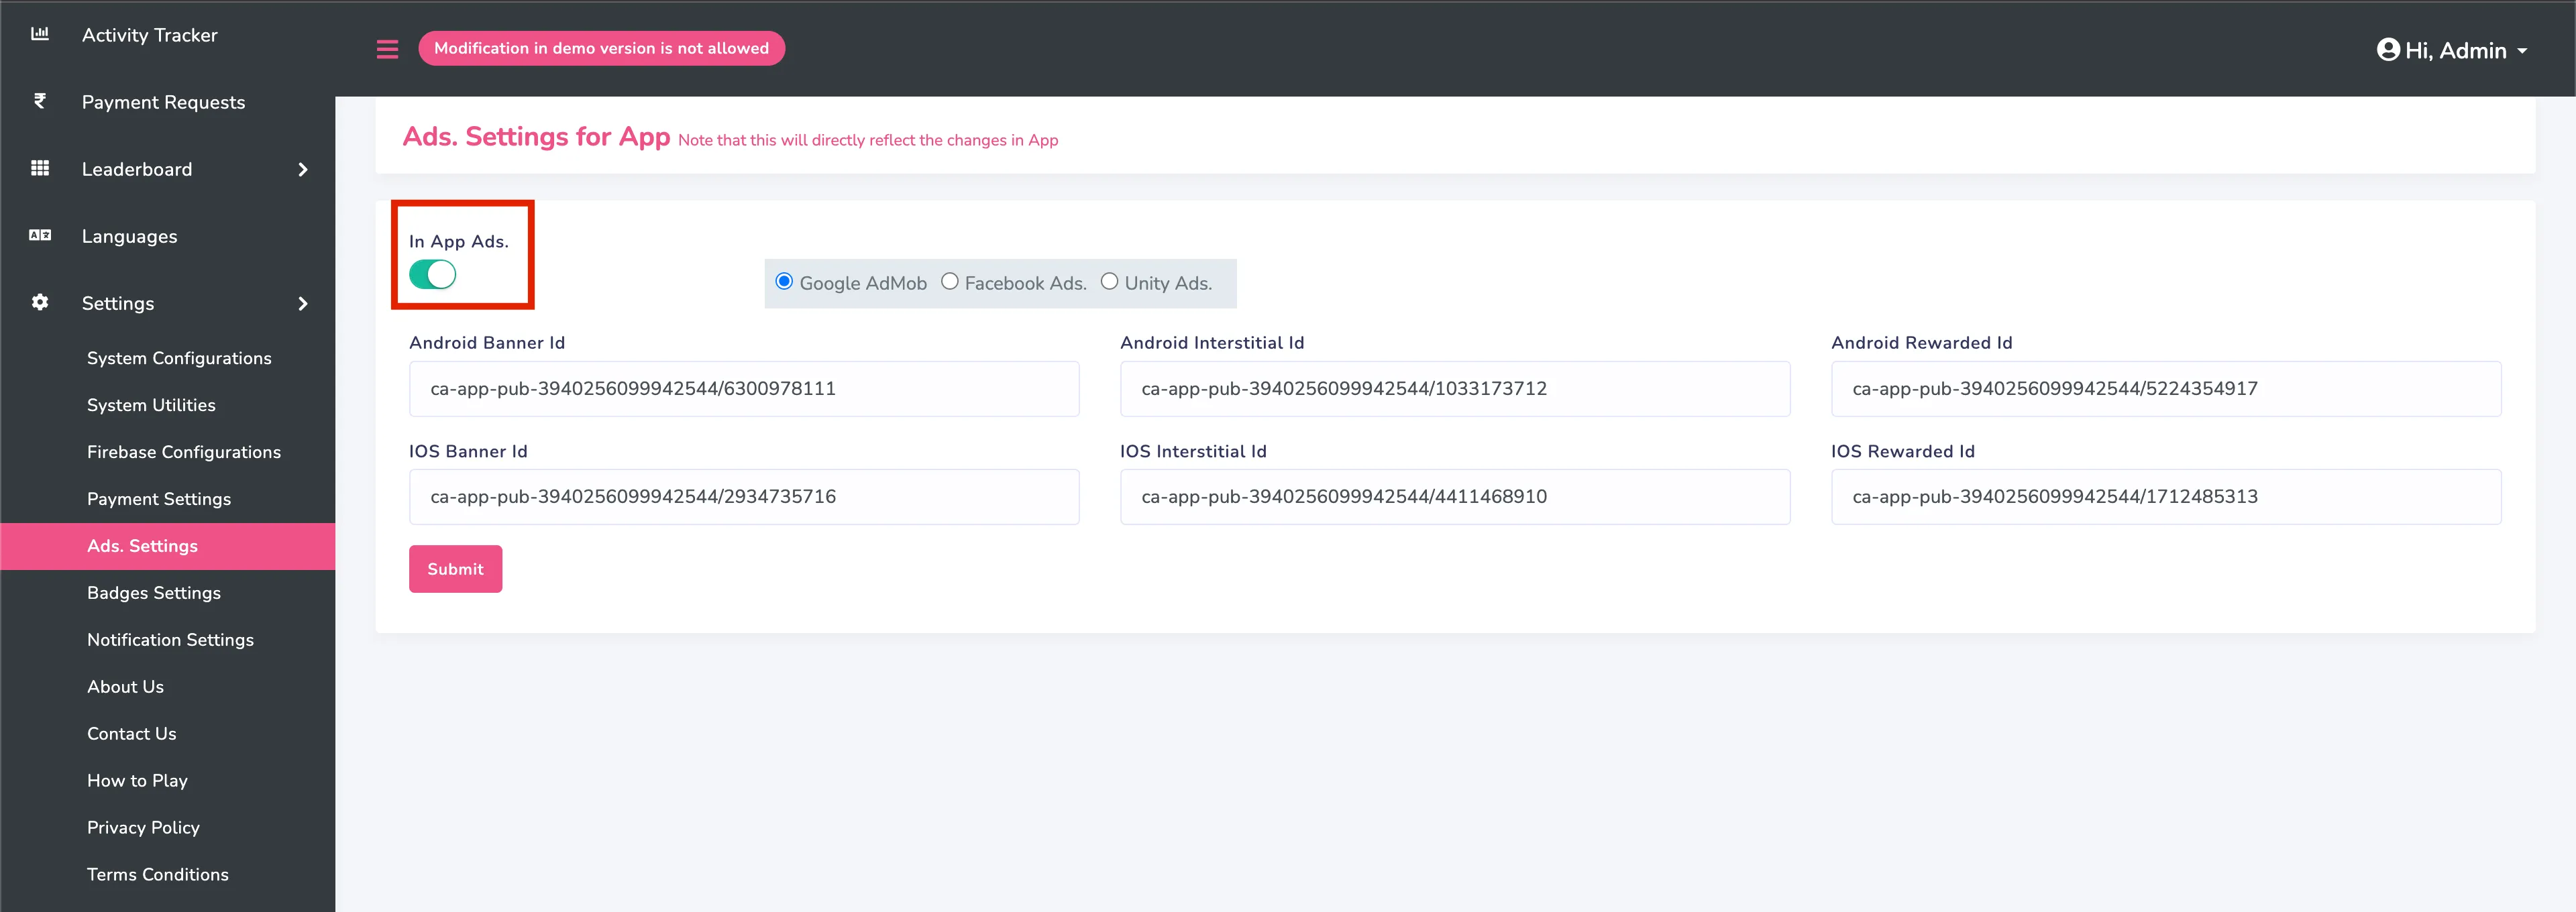 Activity Tracker
Payment Requests
Leaderboard
Languages
Settings
System Configurations
System Utilities
Firebase Configurations
Payment Settings
Ads. Settings
Badges Settings
Notification Settings
About Us
Contact Us
How to Play
Privacy Policy
Terms Conditions
Modification in demo version is not allowed
Hi, Admin
Ads. Settings for App Note that this will directly reflect the changes in App
In App Ads.
Google AdMob Facebook Ads. Unity Ads.
Android Banner Id
ca-app-pub-3940256099942544/6300978111
Android Interstitial Id
ca-app-pub-3940256099942544/1033173712
Android Rewarded Id
ca-app-pub-3940256099942544/5224354917
IOS Banner Id
ca-app-pub-3940256099942544/2934735716
IOS Interstitial Id
ca-app-pub-3940256099942544/4411468910
IOS Rewarded Id
ca-app-pub-3940256099942544/1712485313
Submit